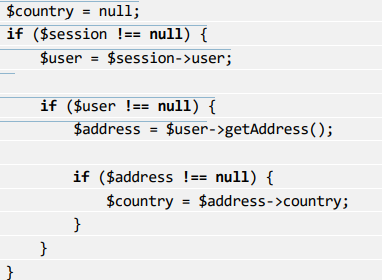 $country = null;
if ($session !== null) {
    $user = $session->user;

    if ($user !== null) {
        $address = $user->getAddress();

        if ($address !== null) {
            $country = $address->country;
        }
    }
}